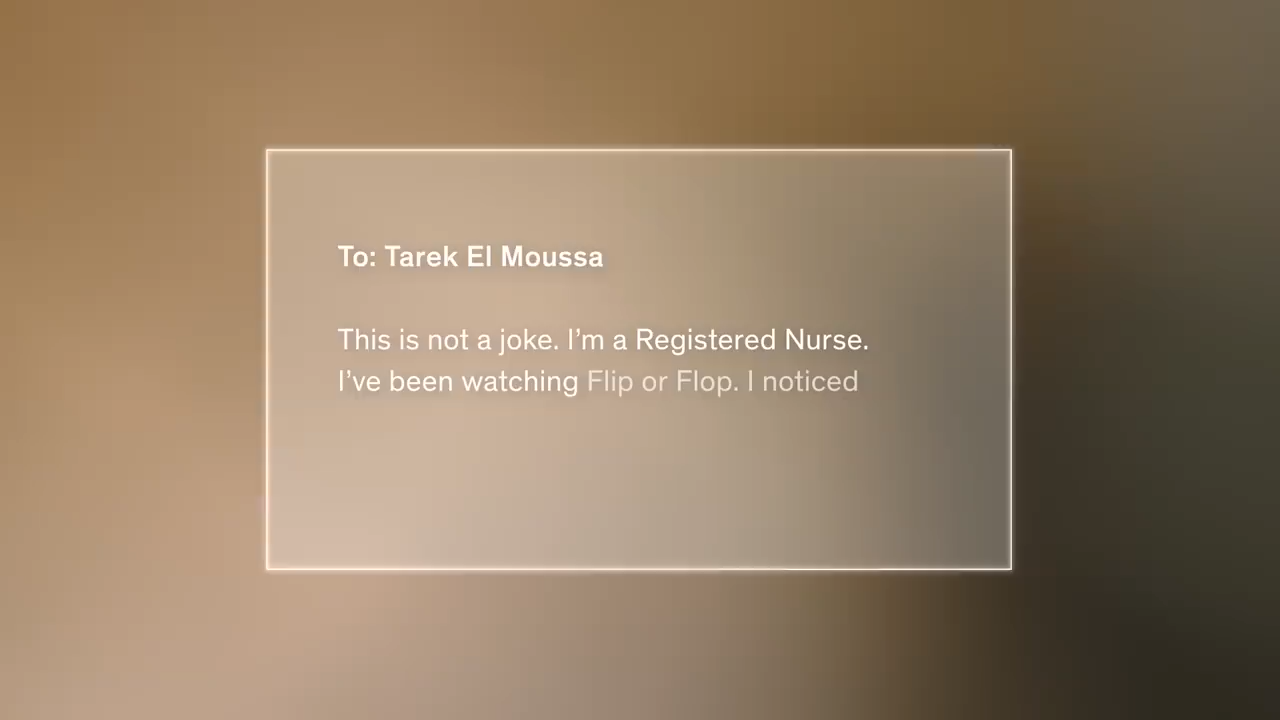 To: Tarek El Moussa
This is not a joke. I’m a Registered Nurse.
I’ve been watching Flip or Flop. I noticed